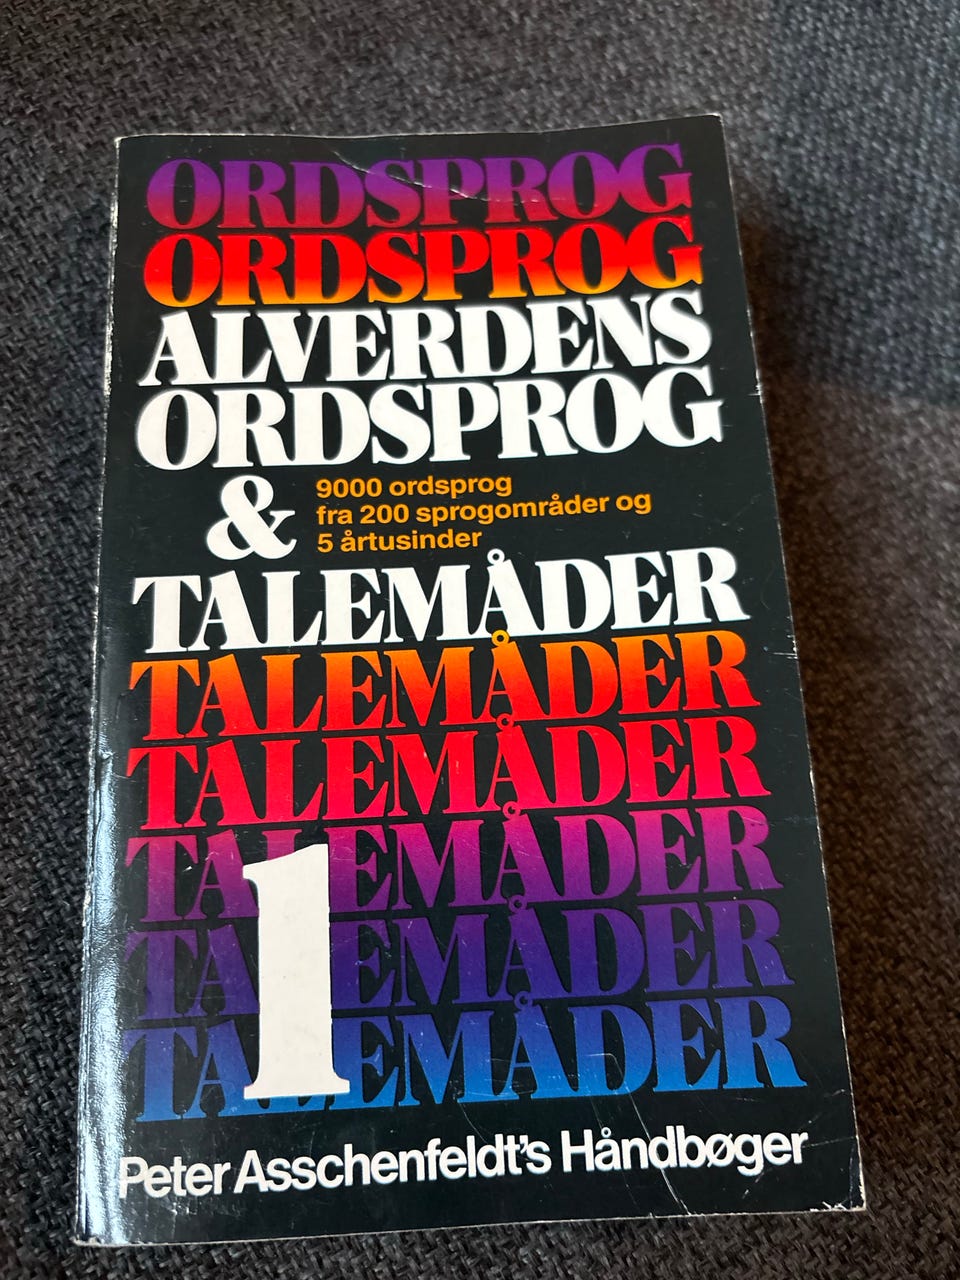 ORDSPROG
ORDSPROG
ALVERDENS
ORDSPROG
&
9000 ordsprog
fra 200 sprogområder og
5 årtusinder
TALEMÅDER
TALEMÅDER
TALEMÅDER
TALEMÅDER
TALEMÅDER
TALEMÅDER
1
Peter Asschenfeldt's Håndbøger